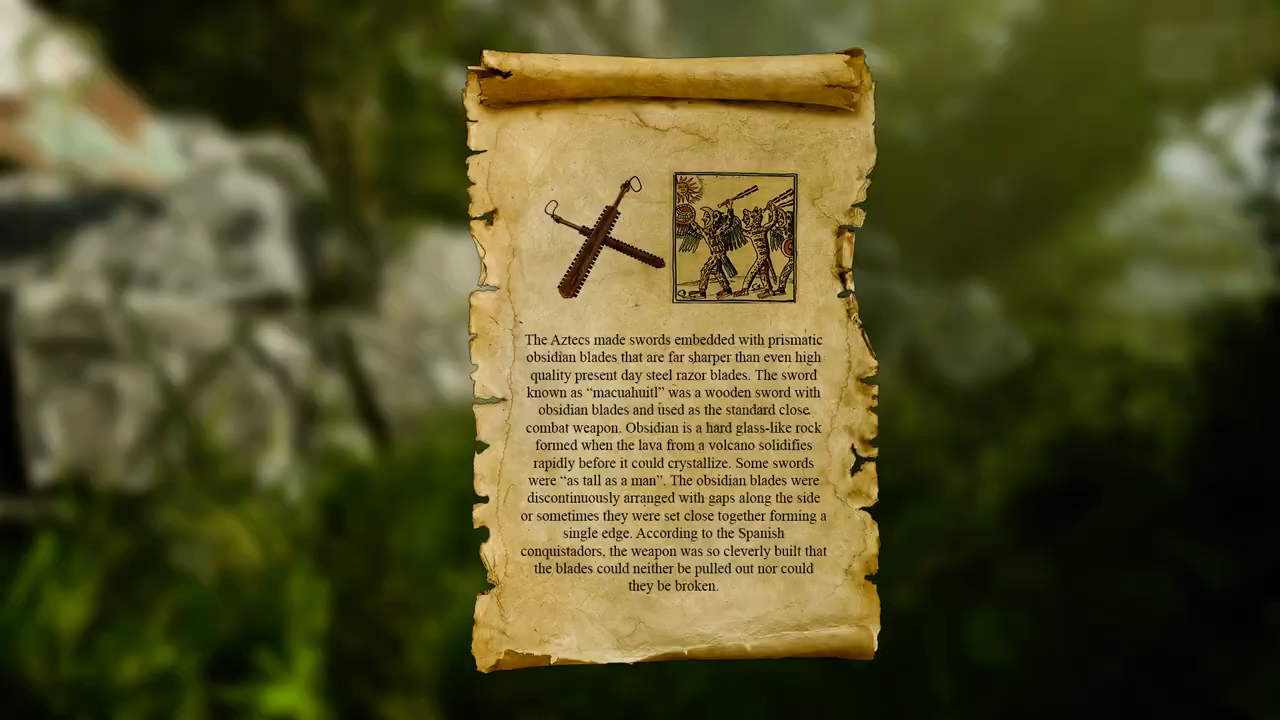 The Aztecs made swords embedded with prismatic
obsidian blades that are far sharper than even high
quality present day steel razor blades. The sword
known as “macuahuitl” was a wooden sword with
obsidian blades and used as the standard close
combat weapon. Obsidian is a hard glass-like rock
formed when the lava from a volcano solidifies
rapidly before it could crystallize. Some swords
were “as tall as a man”. The obsidian blades were
discontinuously arranged with gaps along the side
or sometimes they were set close together forming a
single edge. According to the Spanish
conquistadors, the weapon was so cleverly built that
the blades could neither be pulled out nor could
they be broken.